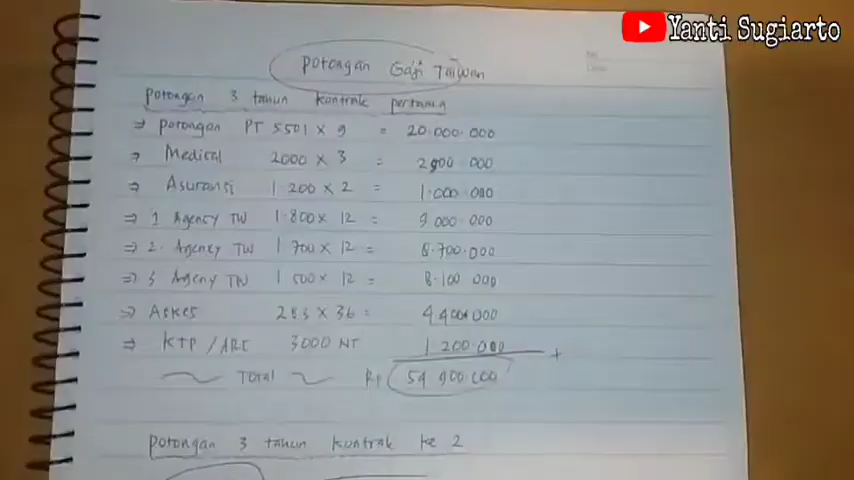 Yanti Sugiarto
Potongan Gaji Taiwan
Potongan 3 tahun kontrak pertama
⇒ Potongan PT 5501 x 9 = 20.000.000
⇒ Medical 2000 x 3 = 2900.000
⇒ Asuransi 1.200 x 2 = 1.000.000
⇒ 1 Agency TW 1.800 x 12 = 9 000.000
⇒ 2. Agency TW 1 700 x 12 = 8.700.000
⇒ 3 Ageny TW 1 500 x 12 = 8.100 000
⇒ Askes 283 x 36 = 4.400.000
⇒ KTP / ARC 3000 NT 1 200.000 +
Total Rp 54 900.000
Potongan 3 tahun kontrak ke 2